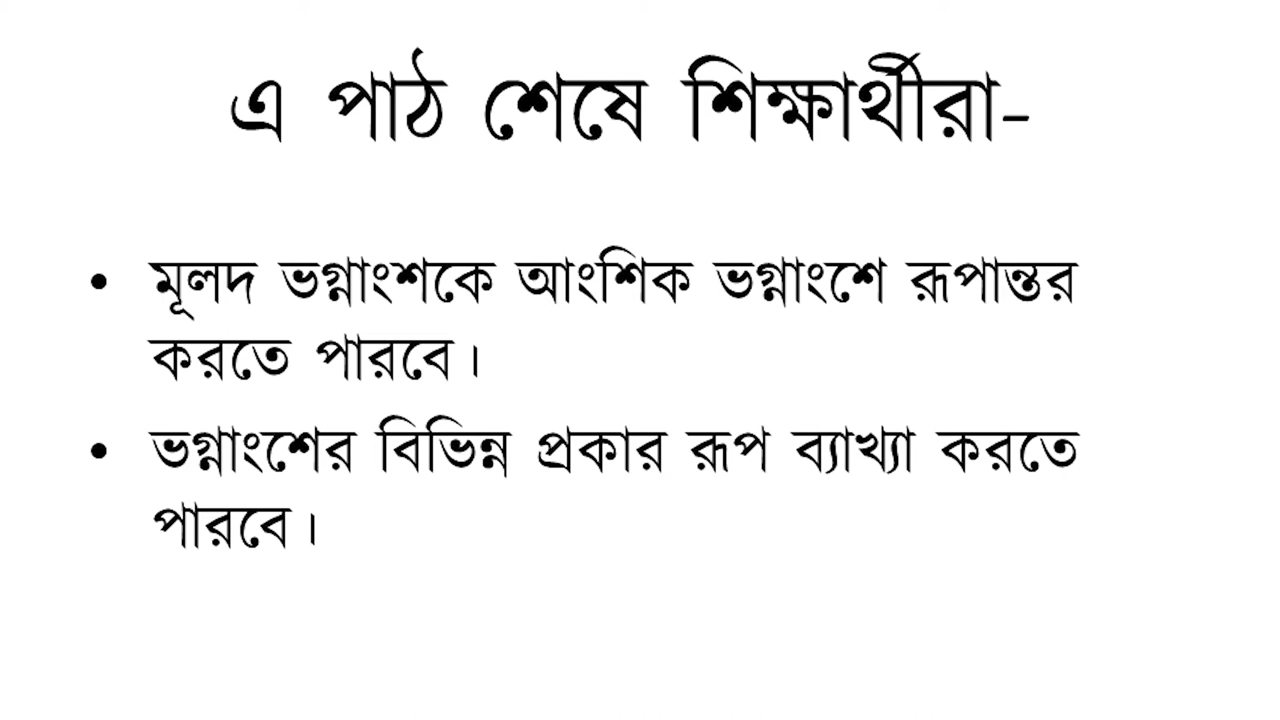 এ পাঠ শেষে শিক্ষার্থীরা-
• মূলদ ভগ্নাংশকে আংশিক ভগ্নাংশে রূপান্তর
করতে পারবে।
• ভগ্নাংশের বিভিন্ন প্রকার রূপ ব্যাখ্যা করতে
পারবে।